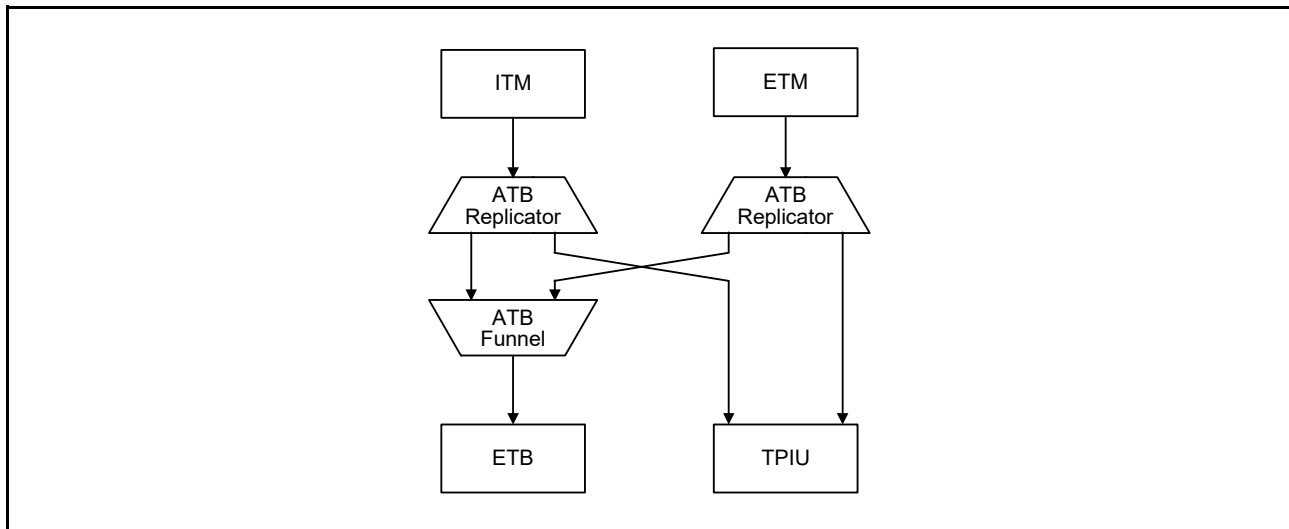 ITM
ETM
ATB
Replicator
ATB
Replicator
ATB
Funnel
ETB
TPIU